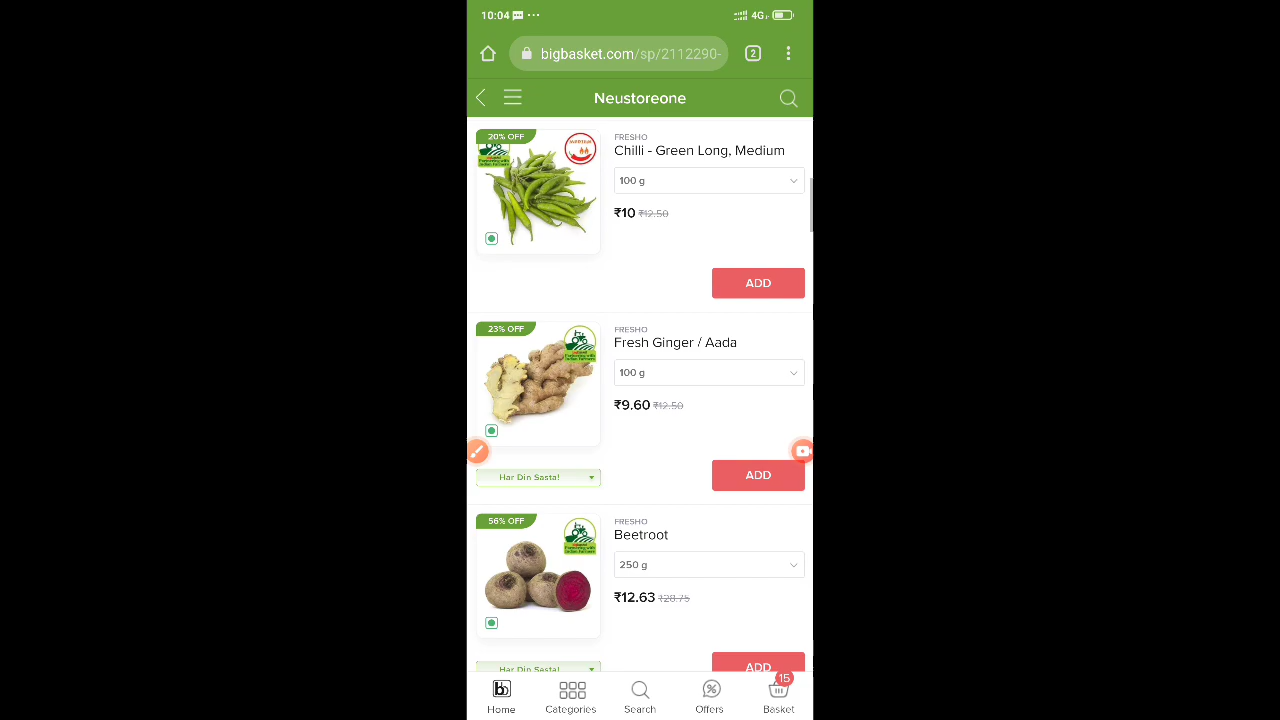 10:04 ... 4G
bigbasket.com/sp/2112290- 2
Neustoreone
20% OFF
FRESHO
Chilli - Green Long, Medium
100 g
₹10 ₹12.50
ADD
23% OFF
FRESHO
Fresh Ginger / Aada
100 g
₹9.60 ₹12.50
Har Din Sasta!
ADD
56% OFF
FRESHO
Beetroot
250 g
₹12.63 ₹28.75
Har Din Sasta!
ADD
15
bb
Home Categories Search Offers Basket